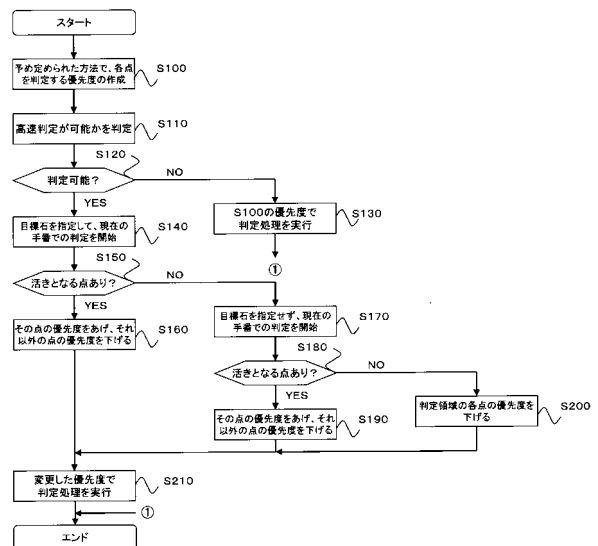 スタート
予め定められた方法で、各点
を判定する優先度の作成
S100
高速判定が可能かを判定
S110
S120
判定可能？
NO
YES
S100の優先度で
判定処理を実行
S130
①
目標石を指定して、現在の
手番での判定を開始
S140
S150
活きとなる点あり？
NO
YES
その点の優先度をあげ、それ
以外の点の優先度を下げる
S160
目標石を指定せず、現在の
手番での判定を開始
S170
S180
活きとなる点あり？
NO
YES
その点の優先度をあげ、それ
以外の点の優先度を下げる
S190
判定領域の各点の優先度を
下げる
S200
変更した優先度で
判定処理を実行
S210
①
エンド